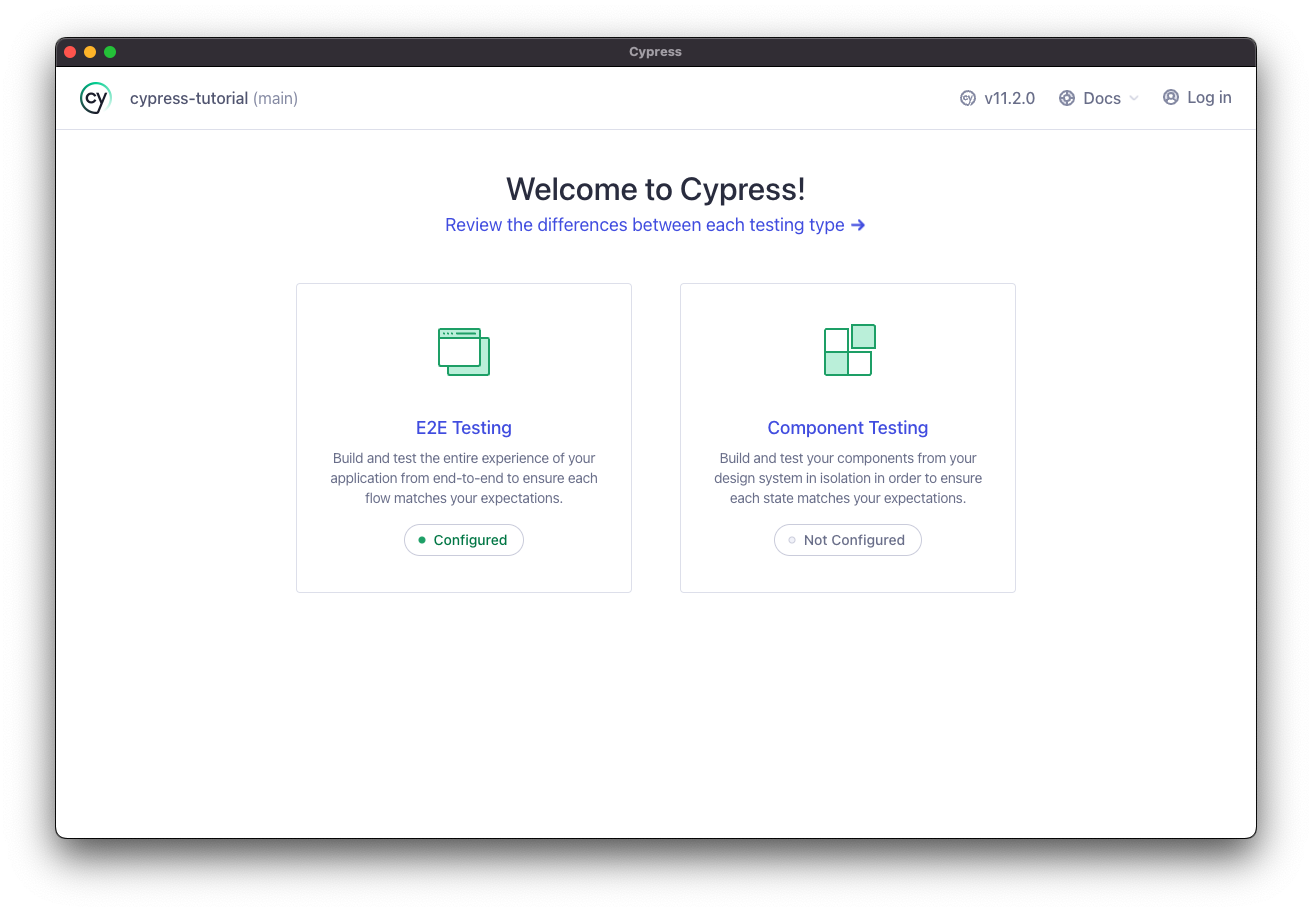 Cypress
cy cypress-tutorial (main) cy v11.2.0 Docs Log in
Welcome to Cypress!
Review the differences between each testing type →
E2E Testing
Build and test the entire experience of your
application from end-to-end to ensure each
flow matches your expectations.
Configured
Component Testing
Build and test your components from your
design system in isolation in order to ensure
each state matches your expectations.
Not Configured